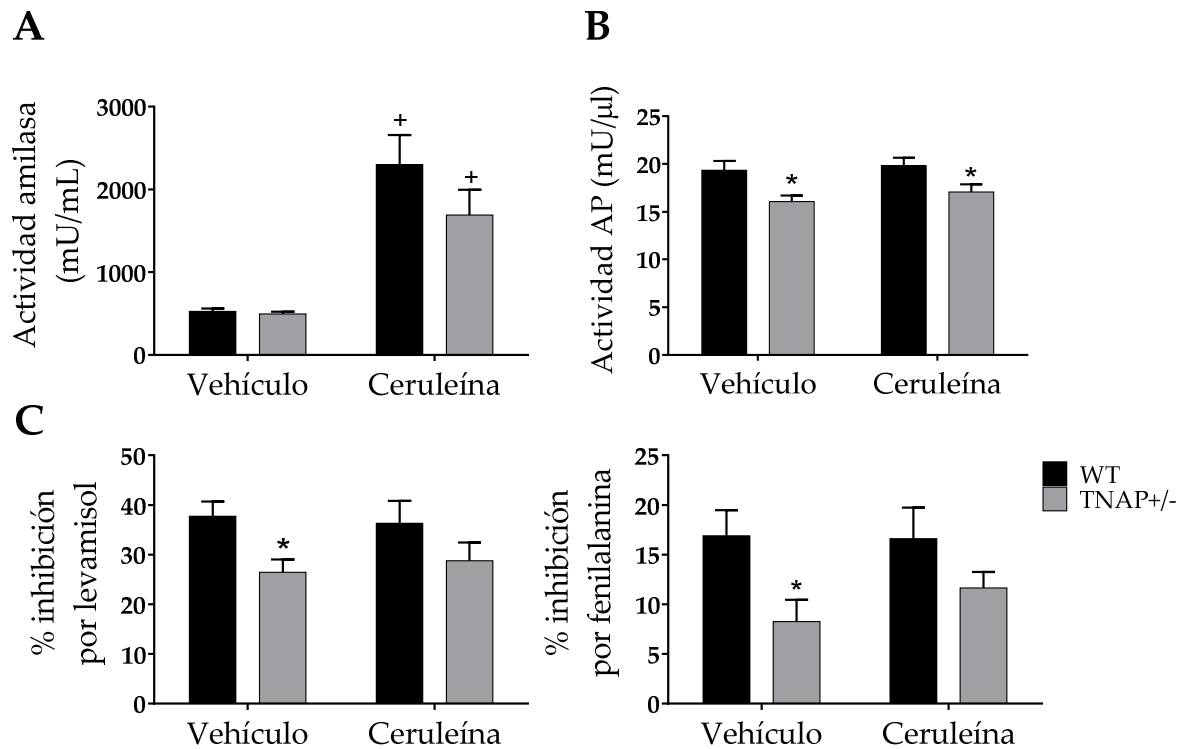 A
Actividad amilasa
(mU/mL)
3000
2000
1000
0
+
+
Vehículo
Ceruleína
B
Actividad AP (mU/µl)
25
20
15
10
5
0
*
*
Vehículo
Ceruleína
C
% inhibición
por levamisol
50
40
30
20
10
0
*
Vehículo
Ceruleína
% inhibición
por fenilalanina
25
20
15
10
5
0
*
Vehículo
Ceruleína
WT
TNAP+/-